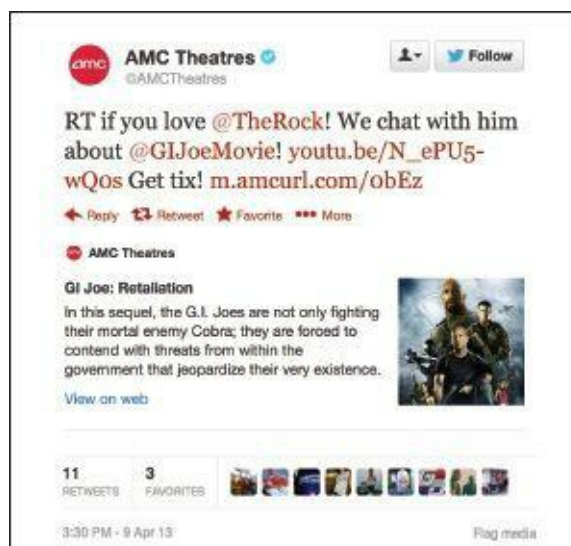 amc
AMC Theatres
Follow
@AMCTheatres
RT if you love @TheRock! We chat with him
about @GIJoeMovie! youtu.be/N_ePU5-
wQ0s Get tix! m.amcurl.com/0bEz
Reply Retweet Favorite More
AMC Theatres
GI Joe: Retaliation
In this sequel, the G.I. Joes are not only fighting
their mortal enemy Cobra; they are forced to
contend with threats from within the
government that jeopardize their very existence.
View on web
11 3
RETWEETS FAVORITES
3:30 PM - 9 Apr 13 Flag media